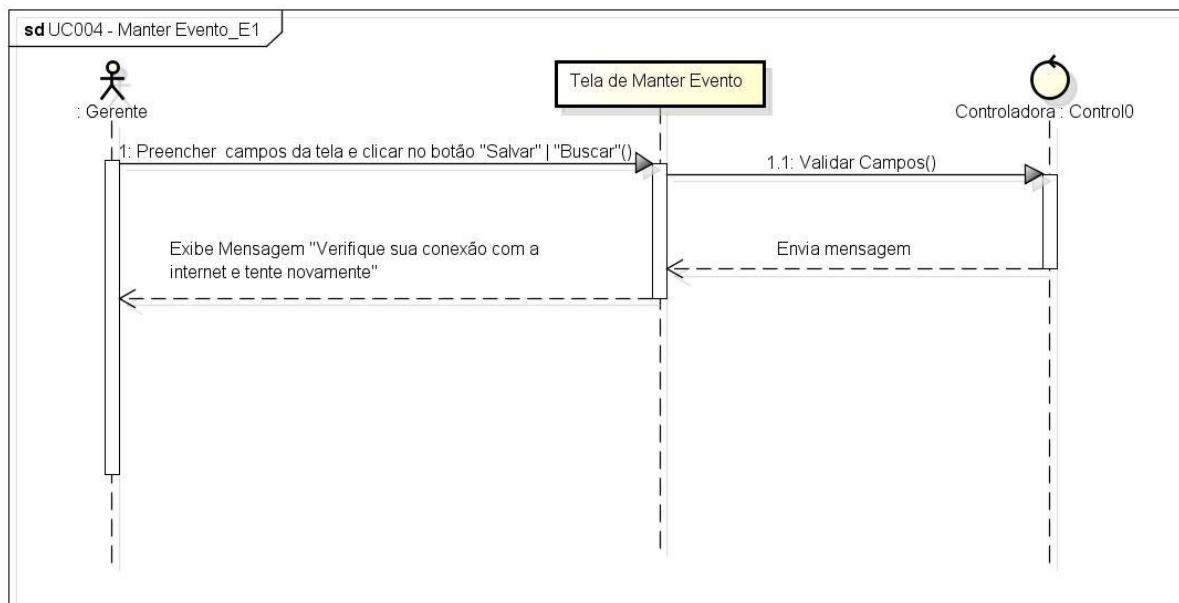 sd UC004 - Manter Evento_E1
: Gerente
Tela de Manter Evento
Controladora : Control0
1: Preencher campos da tela e clicar no botão "Salvar" | "Buscar"()
1.1: Validar Campos()
Exibe Mensagem "Verifique sua conexão com a
internet e tente novamente"
Envia mensagem